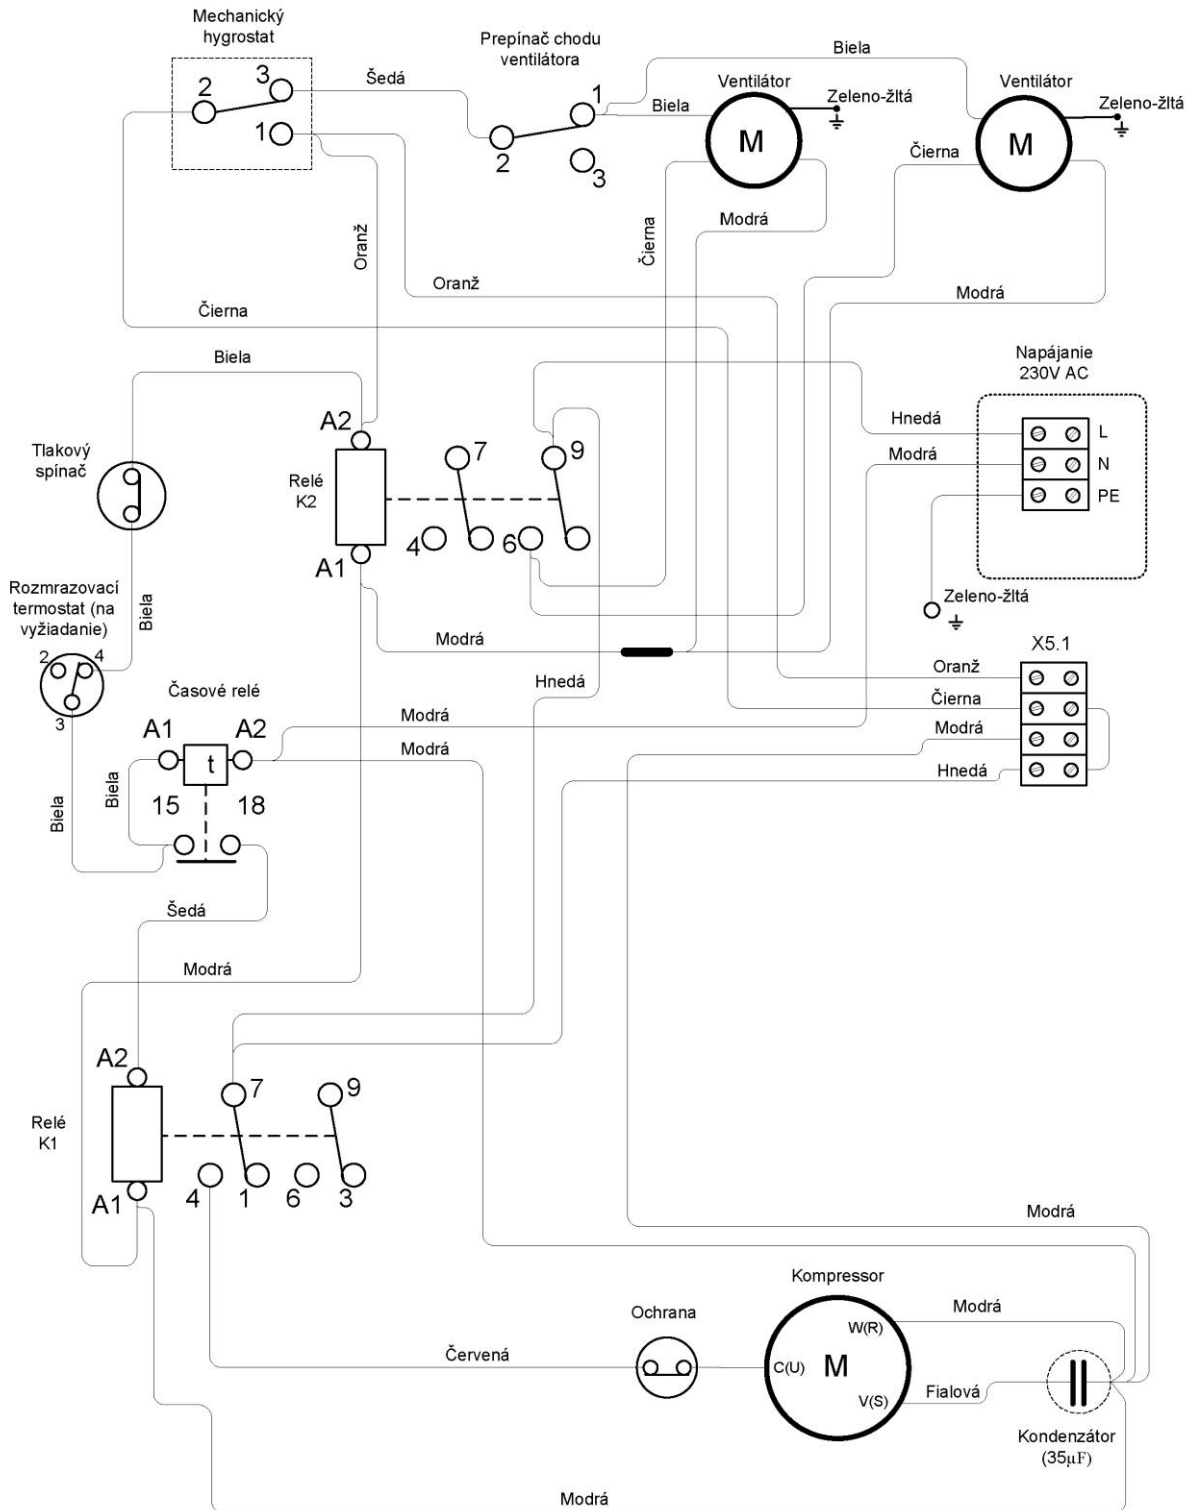 Mechanický
hygrostat
2
3
1
Šedá
Prepínač chodu
ventilátora
1
2
3
Biela
Biela
Ventilátor
M
Zeleno-žltá
Ventilátor
M
Zeleno-žltá
Čierna
Čierna
Modrá
Modrá
Oranž
Oranž
Čierna
Biela
Napájanie
230V AC
Hnedá
L
Modrá
N
PE
Zeleno-žltá
Tlakový
spínač
A2
Relé
K2
A1
7
9
4
6
Rozmrazovací
termostat (na
vyžiadanie)
Biela
2
4
3
Modrá
Hnedá
X5.1
Oranž
Čierna
Modrá
Hnedá
Časové relé
A1
A2
t
15
18
Modrá
Modrá
Biela
Biela
Šedá
Modrá
A2
Relé
K1
A1
7
9
4
1
6
3
Modrá
Kompressor
Ochrana
Červená
W(R)
C(U)
M
V(S)
Modrá
Fialová
Kondenzátor
(35µF)
Modrá